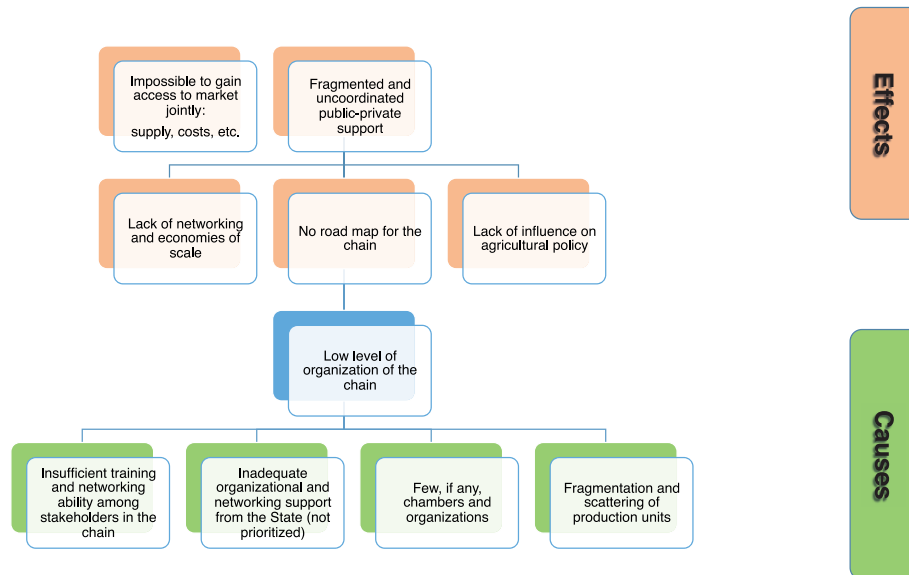 Impossible to gain
access to market
jointly:
supply, costs, etc.
Fragmented and
uncoordinated
public-private
support
Effects
Lack of networking
and economies of
scale
No road map for the
chain
Lack of influence on
agricultural policy
Low level of
organization of the
chain
Causes
Insufficient training
and networking
ability among
stakeholders in the
chain
Inadequate
organizational and
networking support
from the State (not
prioritized)
Few, if any,
chambers and
organizations
Fragmentation and
scattering of
production units